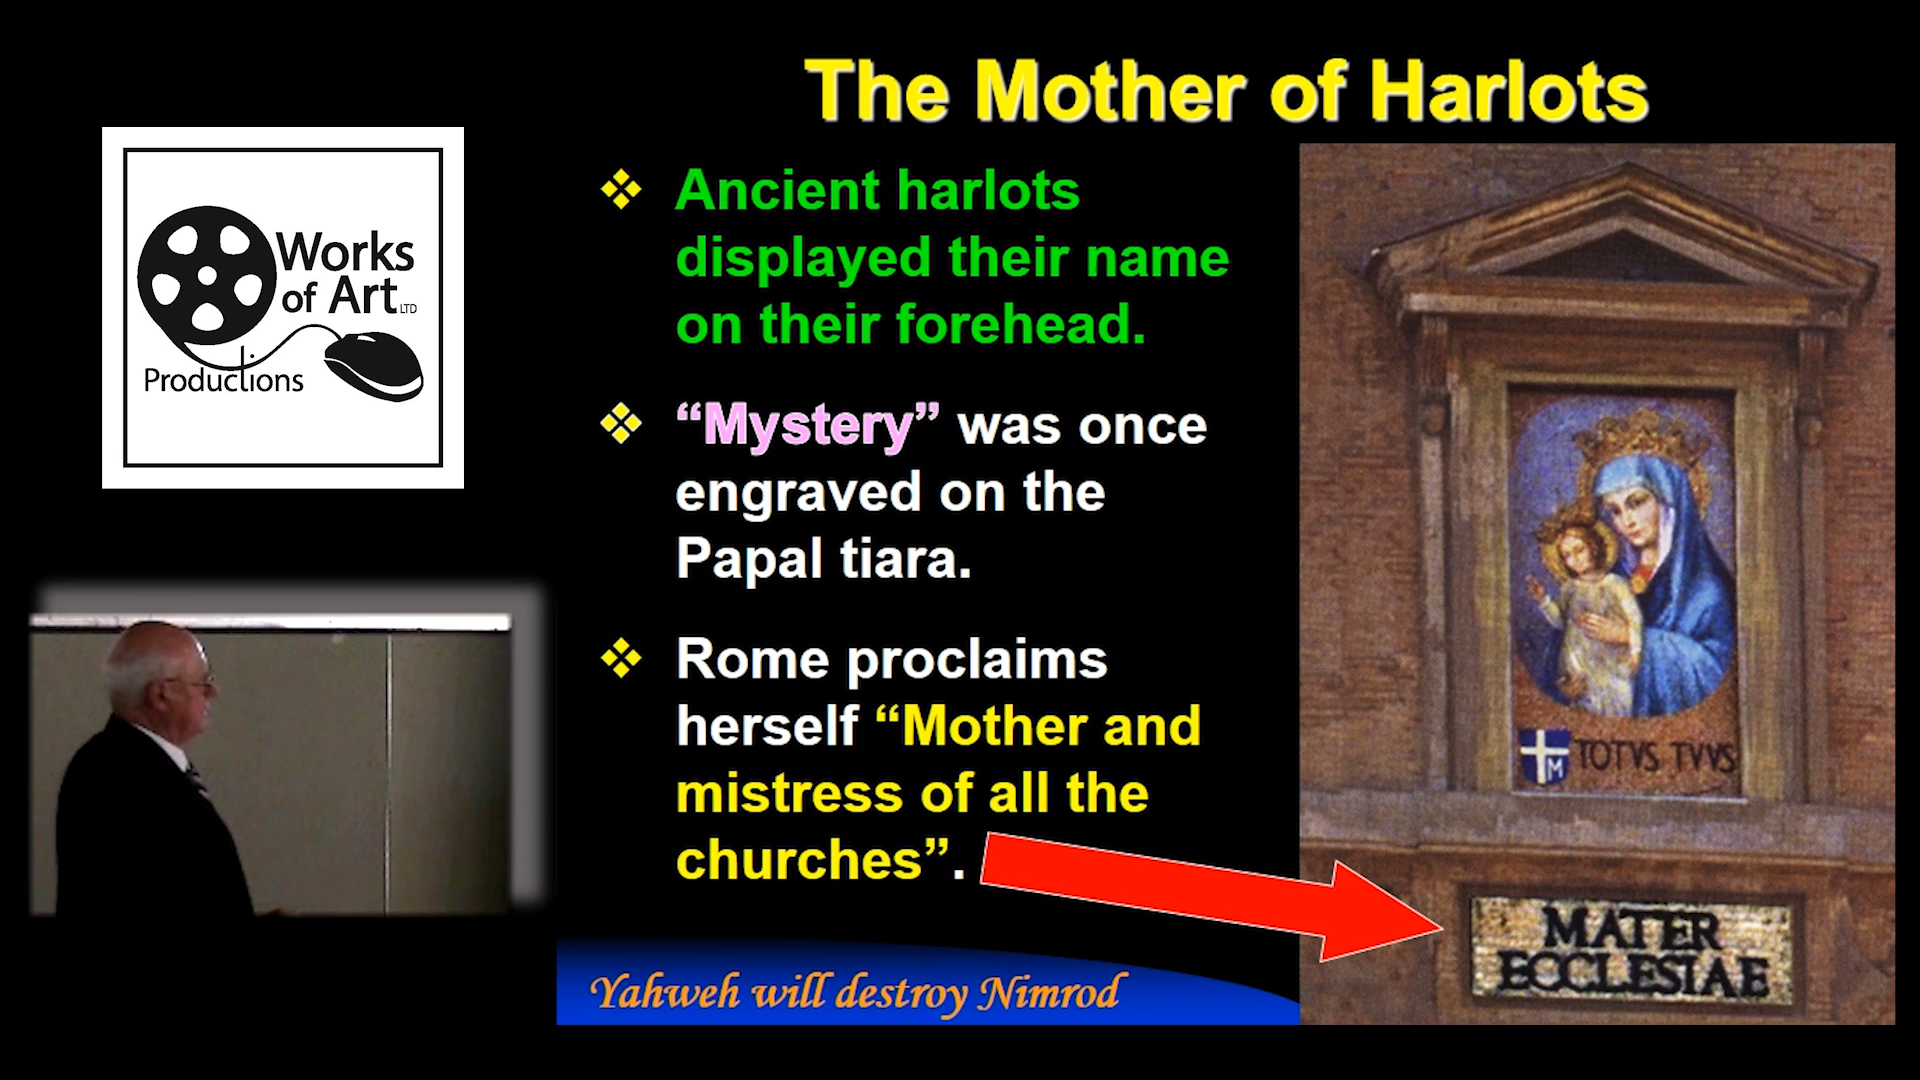 The Mother of Harlots
Works
of Art LTD
Productions
❖ Ancient harlots
displayed their name
on their forehead.
❖ “Mystery” was once
engraved on the
Papal tiara.
❖ Rome proclaims
herself “Mother and
mistress of all the
churches”.
TOTVS TVVS
M
MATER
ECCLESIAE
Yahweh will destroy Nimrod